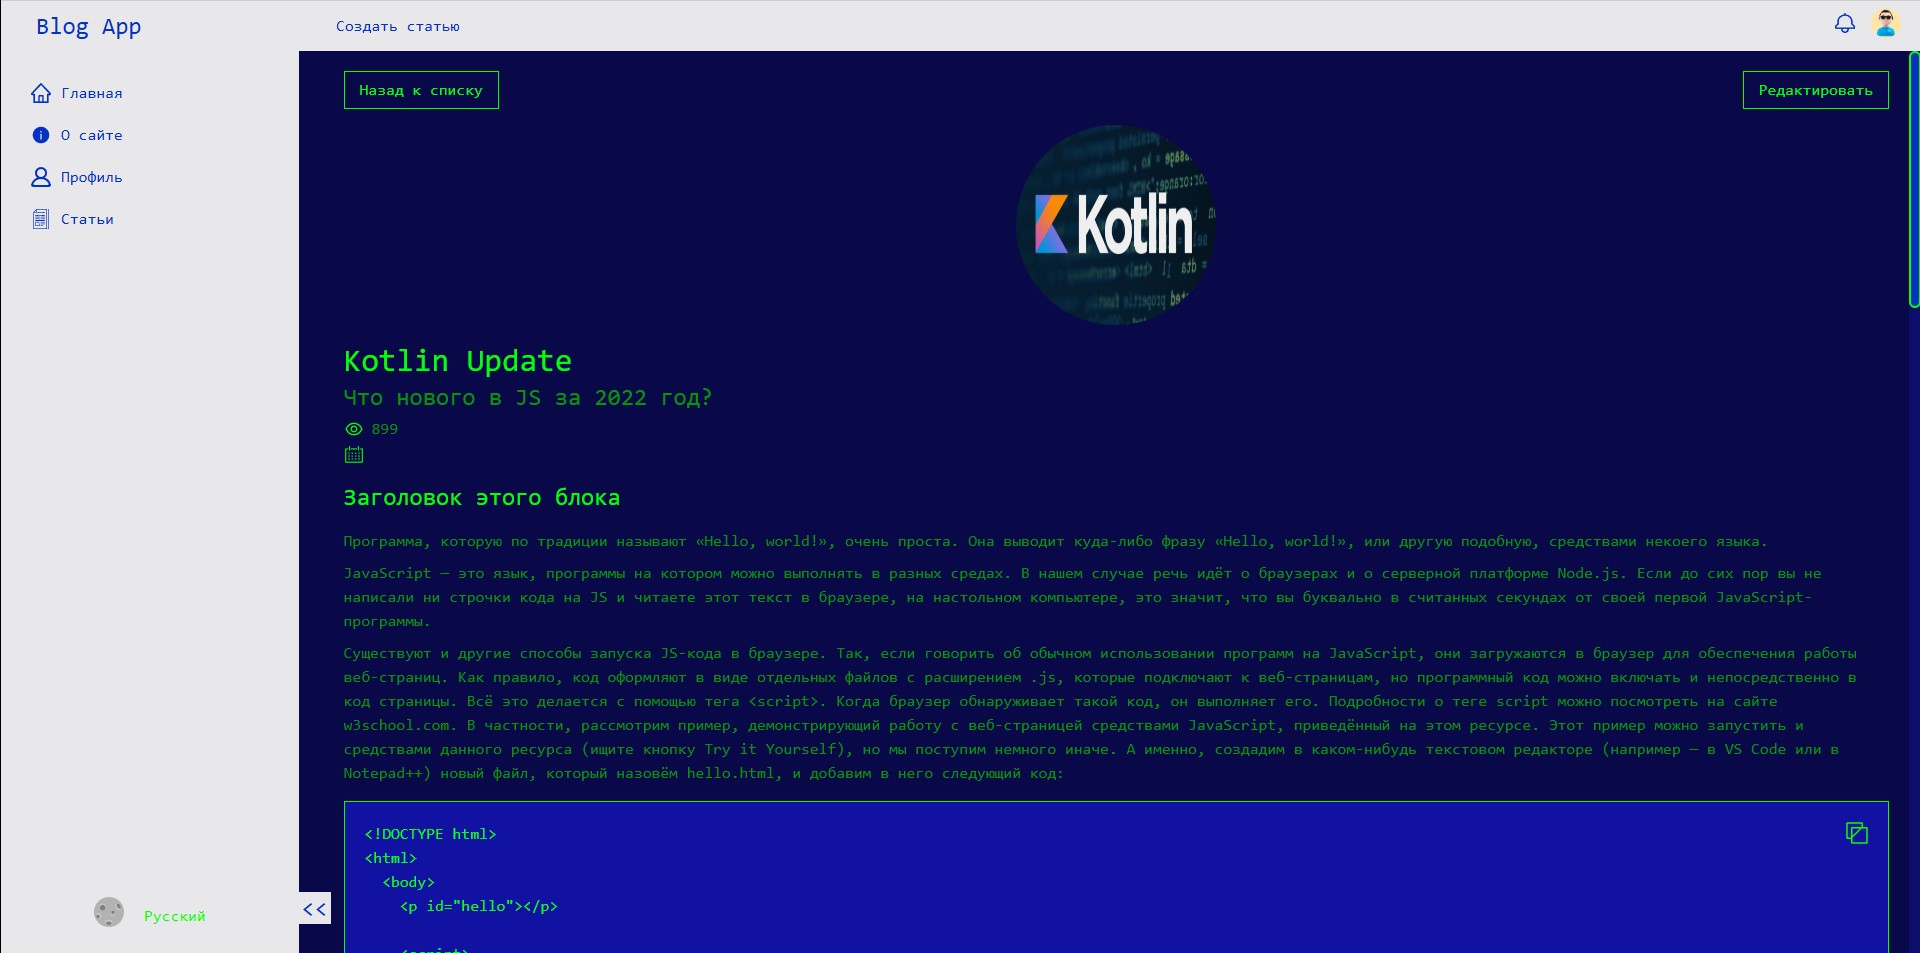 Blog App
Создать статью
Главная
О сайте
Профиль
Статьи
Назад к списку
Редактировать
Kotlin
Kotlin Update
Что нового в JS за 2022 год?
899
Заголовок этого блока
Программа, которую по традиции называют «Hello, world!», очень проста. Она выводит куда-либо фразу «Hello, world!», или другую подобную, средствами некоего языка.
JavaScript — это язык, программы на котором можно выполнять в разных средах. В нашем случае речь идёт о браузерах и о серверной платформе Node.js. Если до сих пор вы не
написали ни строчки кода на JS и читаете этот текст в браузере, на настольном компьютере, это значит, что вы буквально в считанных секундах от своей первой JavaScript-
программы.
Существуют и другие способы запуска JS-кода в браузере. Так, если говорить об обычном использовании программ на JavaScript, они загружаются в браузер для обеспечения работы
веб-страниц. Как правило, код оформляют в виде отдельных файлов с расширением .js, которые подключают к веб-страницам, но программный код можно включать и непосредственно в
код страницы. Всё это делается с помощью тега <script>. Когда браузер обнаруживает такой код, он выполняет его. Подробности о теге script можно посмотреть на сайте
w3school.com. В частности, рассмотрим пример, демонстрирующий работу с веб-страницей средствами JavaScript, приведённый на этом ресурсе. Этот пример можно запустить и
средствами данного ресурса (ищите кнопку Try it Yourself), но мы поступим немного иначе. А именно, создадим в каком-нибудь текстовом редакторе (например — в VS Code или в
Notepad++) новый файл, который назовём hello.html, и добавим в него следующий код:
<!DOCTYPE html>
<html>
<body>
<p id="hello"></p>
<script>
Русский
<<